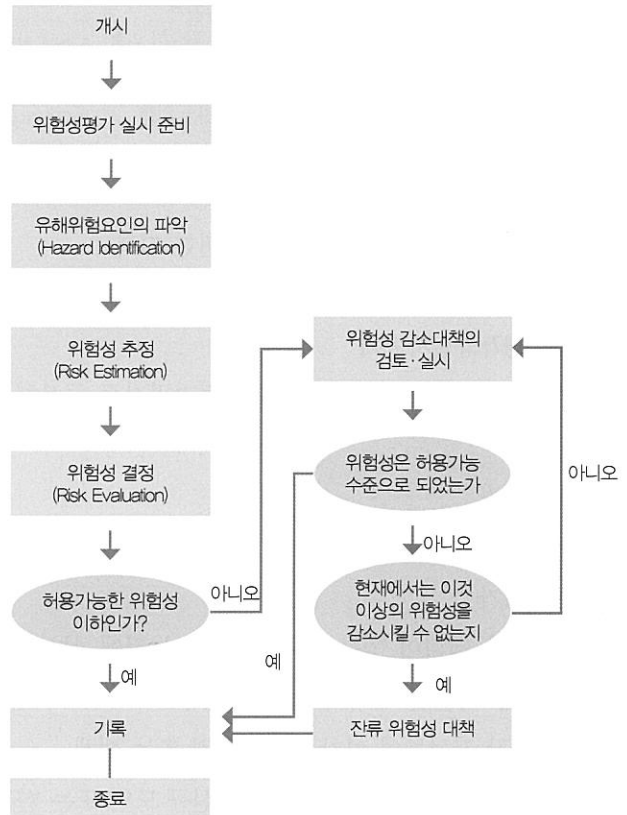 개시
위험성평가 실시 준비
유해위험요인의 파악
(Hazard Identification)
위험성 추정
(Risk Estimation)
위험성 결정
(Risk Evaluation)
허용가능한 위험성
이하인가?
아니오
예
기록
종료
위험성 감소대책의
검토·실시
위험성은 허용가능
수준으로 되었는가
예
아니오
현재에서는 이것
이상의 위험성을
감소시킬 수 없는지
아니오
예
잔류 위험성 대책